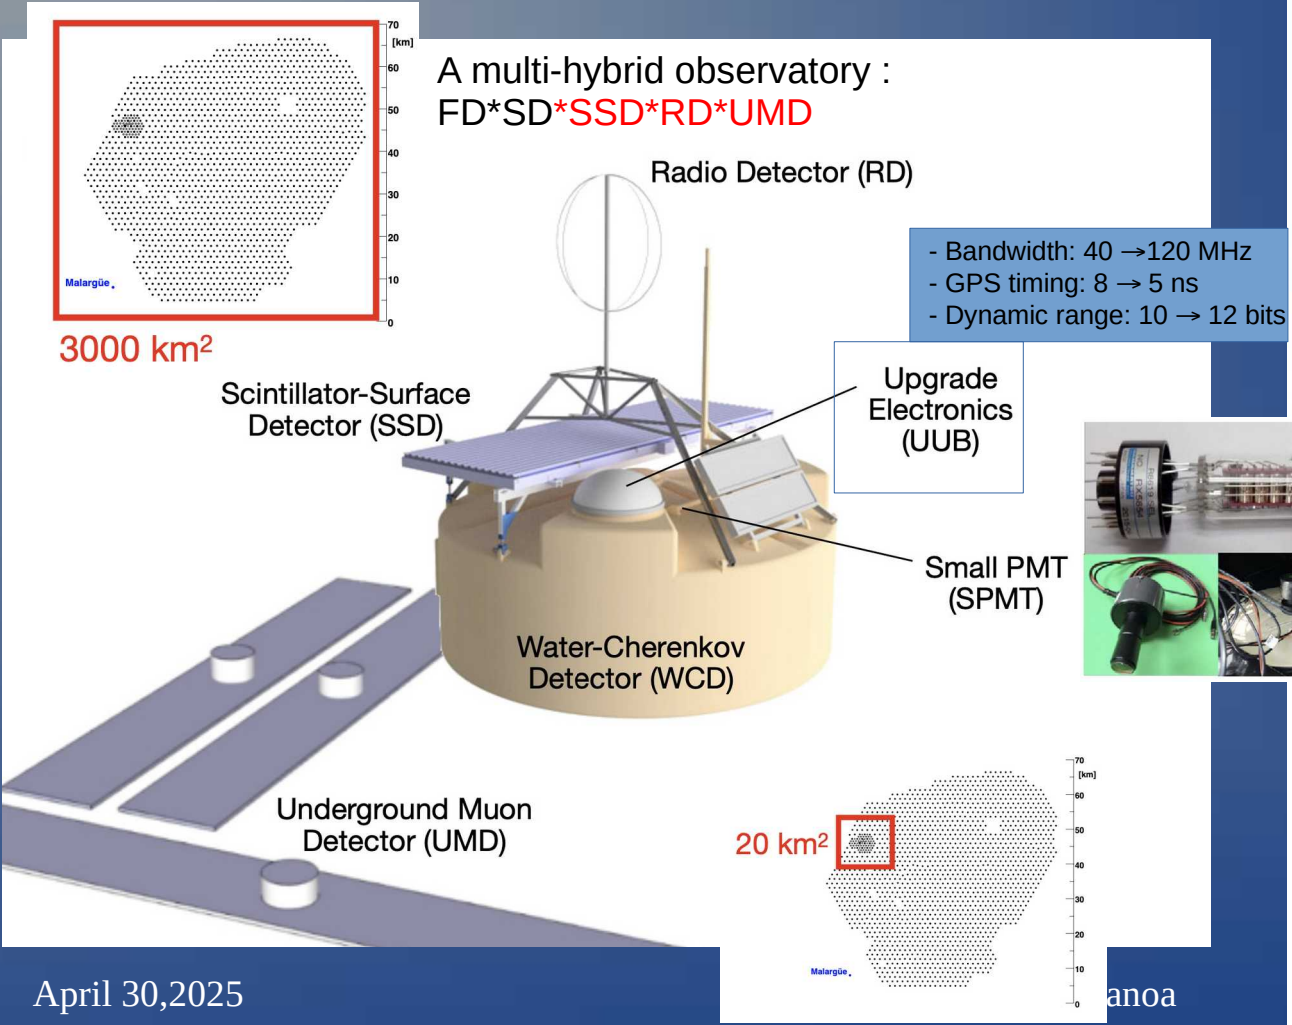 70
[km]
60
50
40
30
20
10
0
Malargüe
3000 km²
A multi-hybrid observatory :
FD*SD*SSD*RD*UMD
Radio Detector (RD)
- Bandwidth: 40 →120 MHz
- GPS timing: 8 → 5 ns
- Dynamic range: 10 → 12 bits
Scintillator-Surface
Detector (SSD)
Upgrade
Electronics
(UUB)
Small PMT
(SPMT)
Water-Cherenkov
Detector (WCD)
Underground Muon
Detector (UMD)
20 km²
70
[km]
60
50
40
30
20
10
0
Malargüe
April 30,2025
anoa